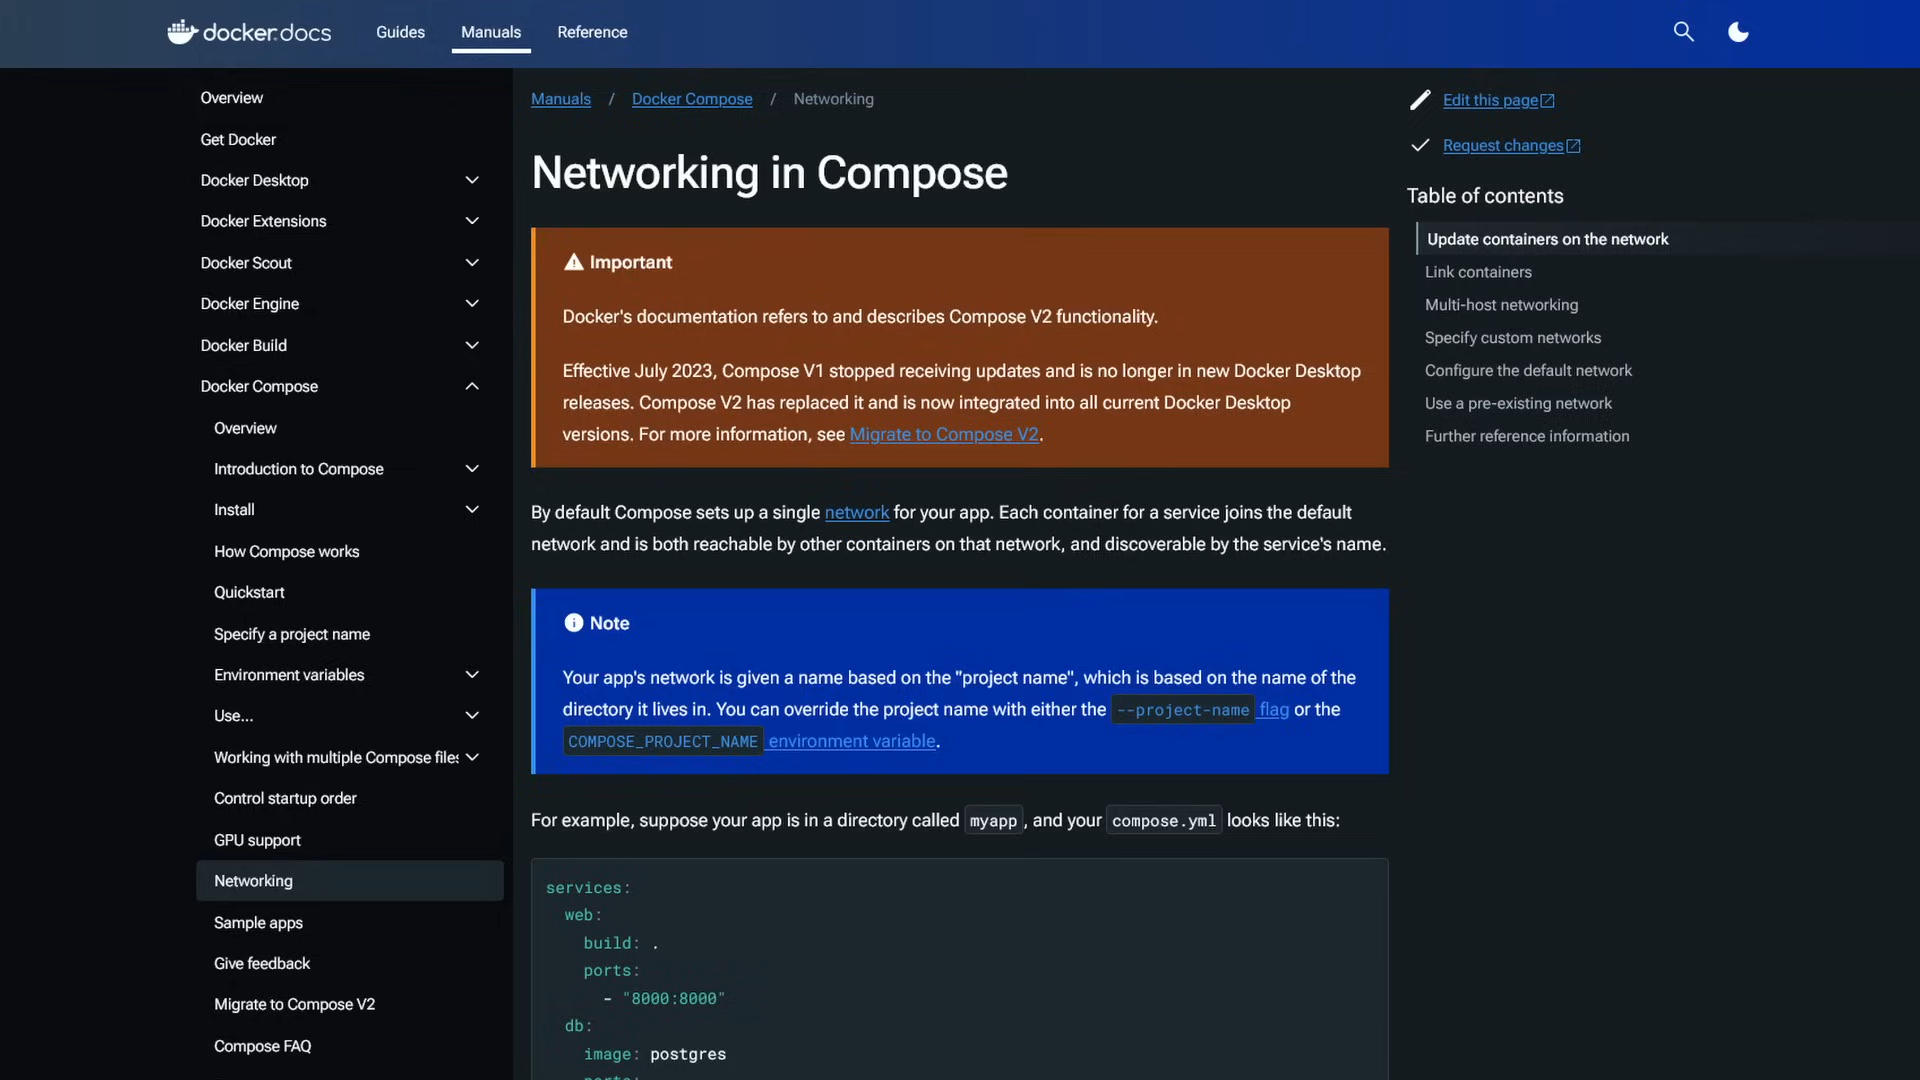 docker.docs
Guides
Manuals
Reference
Overview
Get Docker
Docker Desktop
Docker Extensions
Docker Scout
Docker Engine
Docker Build
Docker Compose
Overview
Introduction to Compose
Install
How Compose works
Quickstart
Specify a project name
Environment variables
Use...
Working with multiple Compose files
Control startup order
GPU support
Networking
Sample apps
Give feedback
Migrate to Compose V2
Compose FAQ
Manuals / Docker Compose / Networking
Networking in Compose
Important
Docker's documentation refers to and describes Compose V2 functionality.
Effective July 2023, Compose V1 stopped receiving updates and is no longer in new Docker Desktop
releases. Compose V2 has replaced it and is now integrated into all current Docker Desktop
versions. For more information, see Migrate to Compose V2.
By default Compose sets up a single network for your app. Each container for a service joins the default
network and is both reachable by other containers on that network, and discoverable by the service's name.
Note
Your app's network is given a name based on the "project name", which is based on the name of the
directory it lives in. You can override the project name with either the --project-name flag or the
COMPOSE_PROJECT_NAME environment variable.
For example, suppose your app is in a directory called myapp, and your compose.yml looks like this:
services:
web:
build: .
ports:
- "8000:8000"
db:
image: postgres
ports:
Edit this page
Request changes
Table of contents
Update containers on the network
Link containers
Multi-host networking
Specify custom networks
Configure the default network
Use a pre-existing network
Further reference information